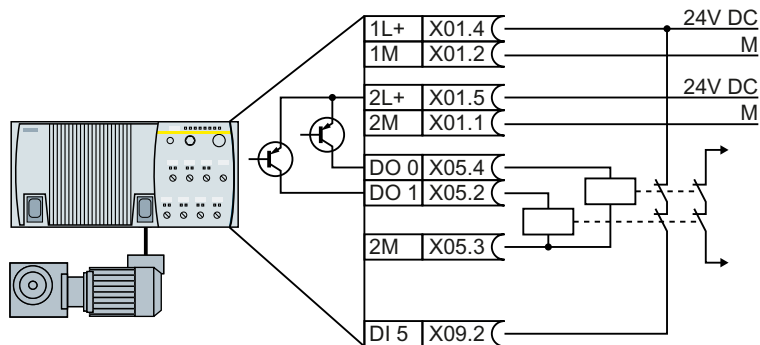 1L+ X01.4 24V DC
1M X01.2 M
2L+ X01.5 24V DC
2M X01.1 M
DO 0 X05.4
DO 1 X05.2
2M X05.3
DI 5 X09.2